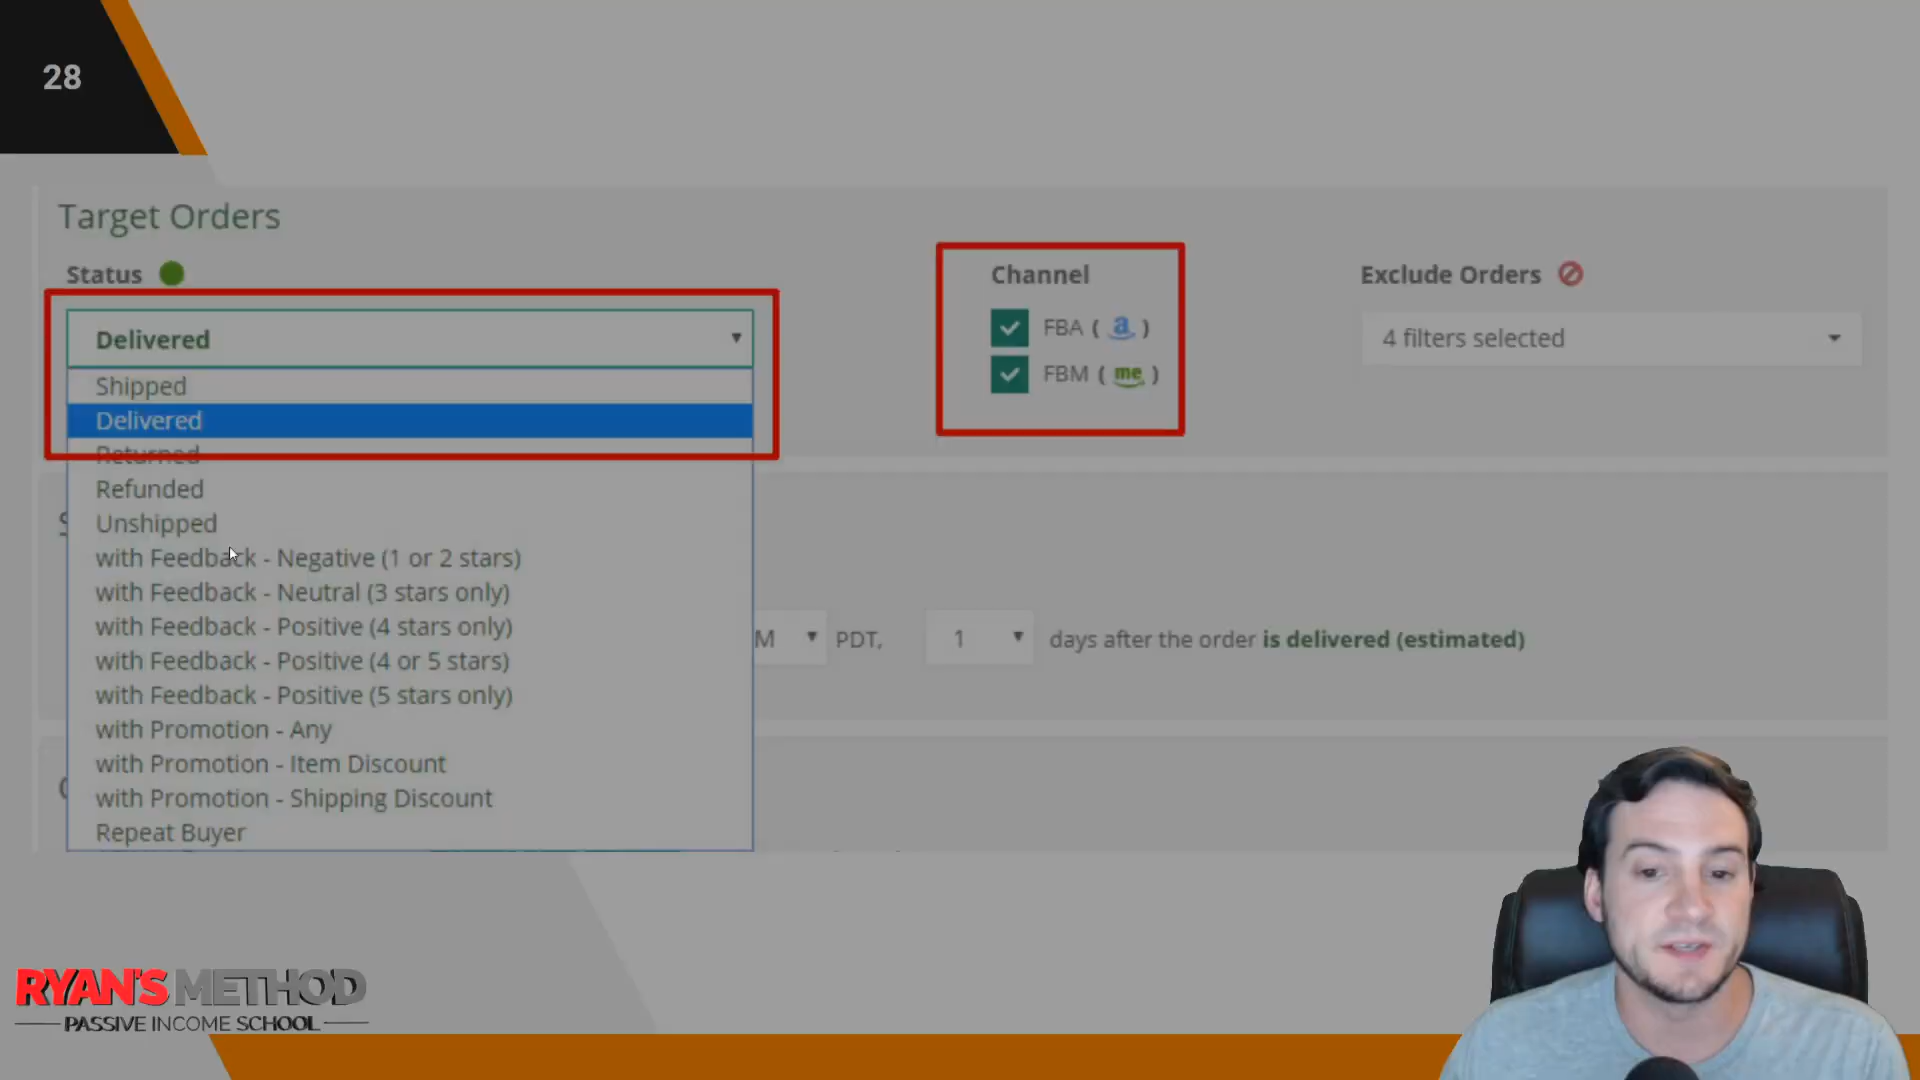 28
Target Orders
Status
Channel
Exclude Orders
Delivered
FBA ( a )
4 filters selected
FBM ( me )
Shipped
Delivered
Returned
Refunded
Unshipped
with Feedback - Negative (1 or 2 stars)
with Feedback - Neutral (3 stars only)
with Feedback - Positive (4 stars only)
M PDT, 1 days after the order is delivered (estimated)
with Feedback - Positive (4 or 5 stars)
with Feedback - Positive (5 stars only)
with Promotion - Any
with Promotion - Item Discount
with Promotion - Shipping Discount
Repeat Buyer
RYAN'S METHOD
PASSIVE INCOME SCHOOL